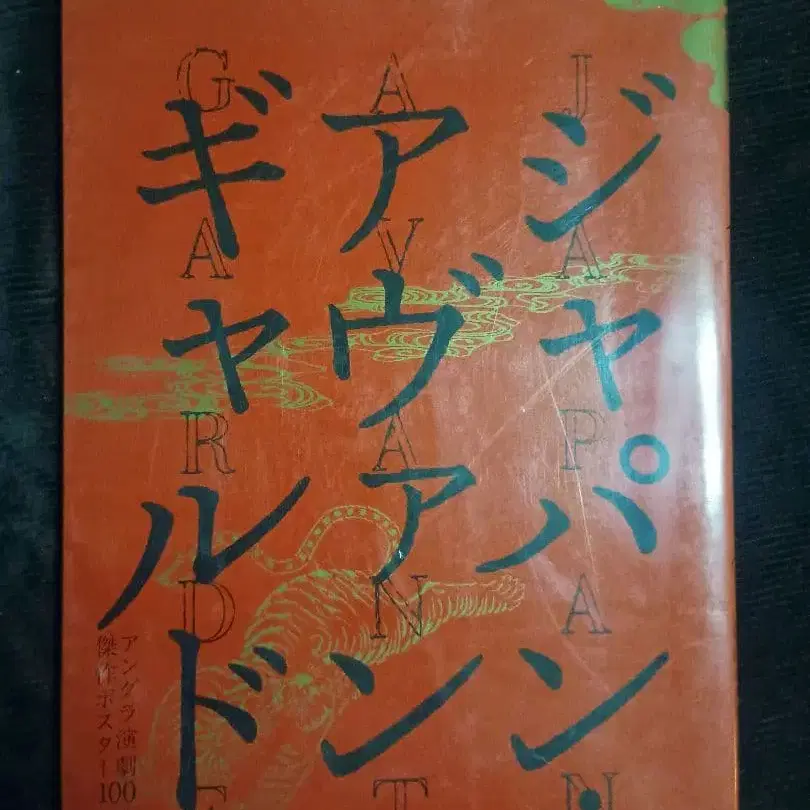 ジャパン・
アヴァン
ギャルド
JAPAN
AVANT
GARDE
アングラ演劇
傑作ポスター100